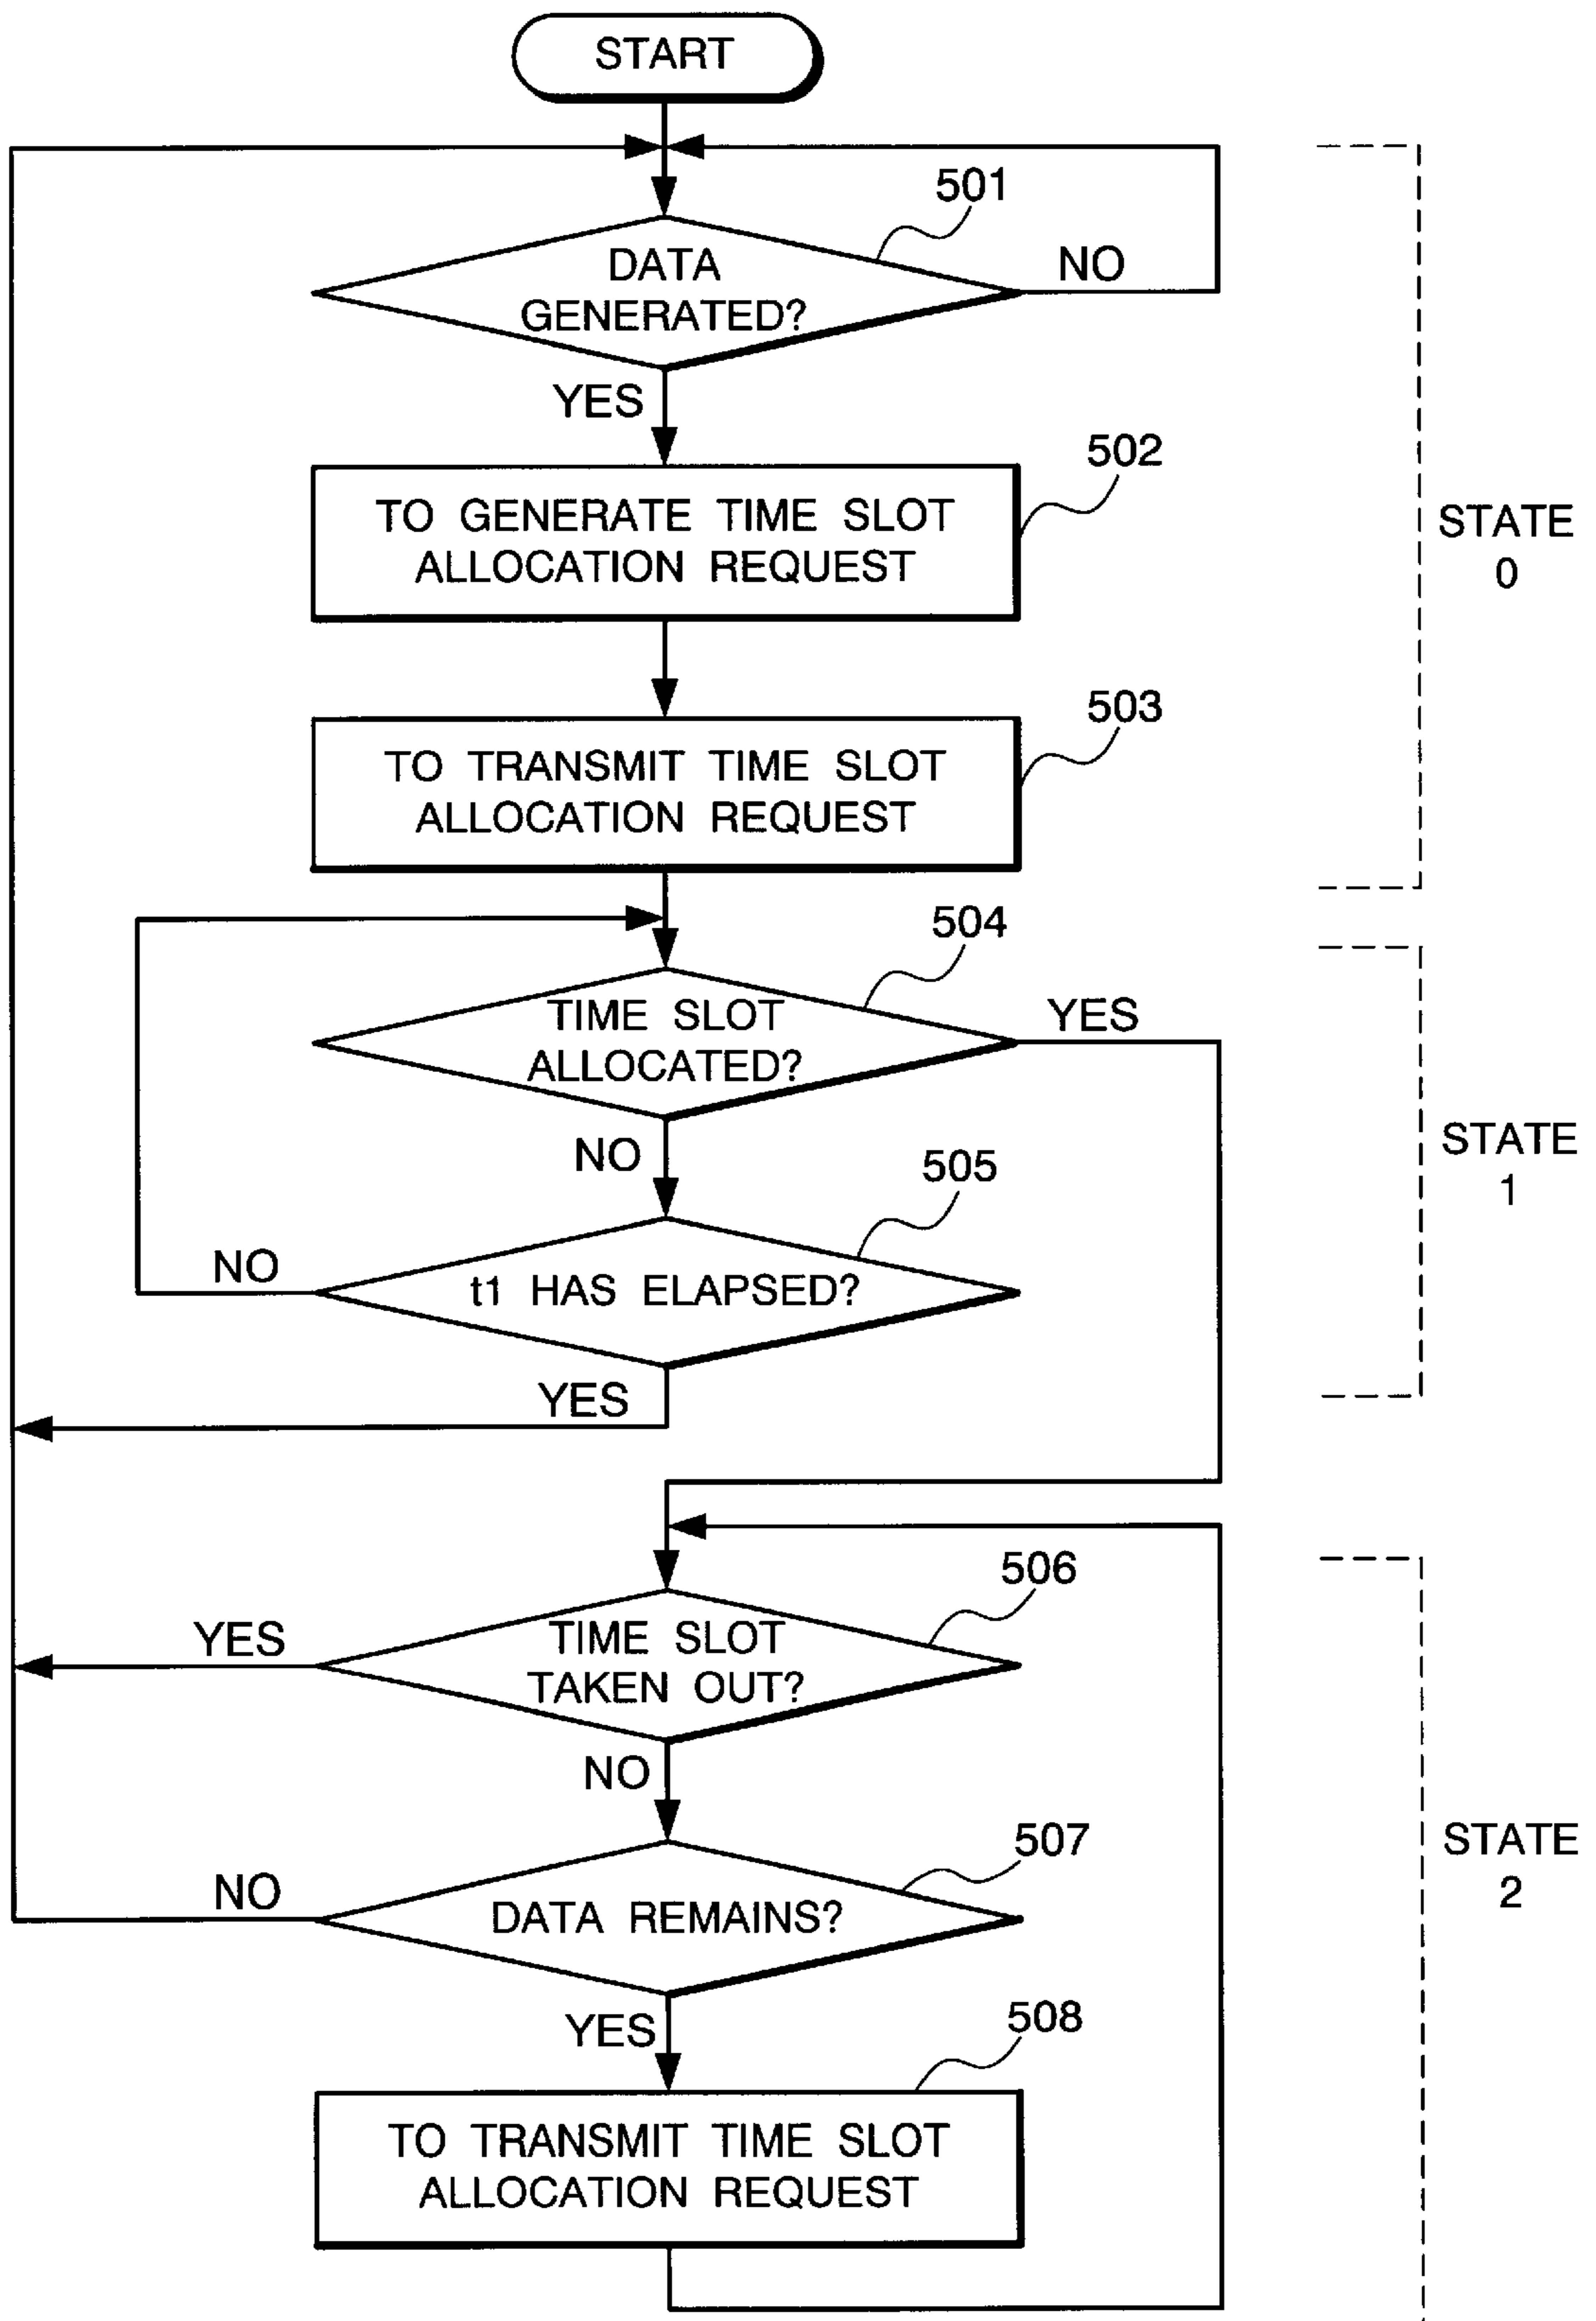 START
501
DATA
GENERATED?
NO
YES
502
TO GENERATE TIME SLOT
ALLOCATION REQUEST
STATE
0
503
TO TRANSMIT TIME SLOT
ALLOCATION REQUEST
504
TIME SLOT
ALLOCATED?
YES
NO
STATE
1
505
t1 HAS ELAPSED?
NO
YES
506
TIME SLOT
TAKEN OUT?
YES
NO
507
DATA REMAINS?
NO
STATE
2
YES
508
TO TRANSMIT TIME SLOT
ALLOCATION REQUEST